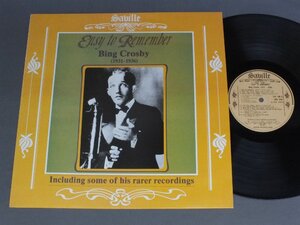 Saville
Easy to Remember
Bing Crosby
(1931-1936)
Including some of his rarer recordings
Saville